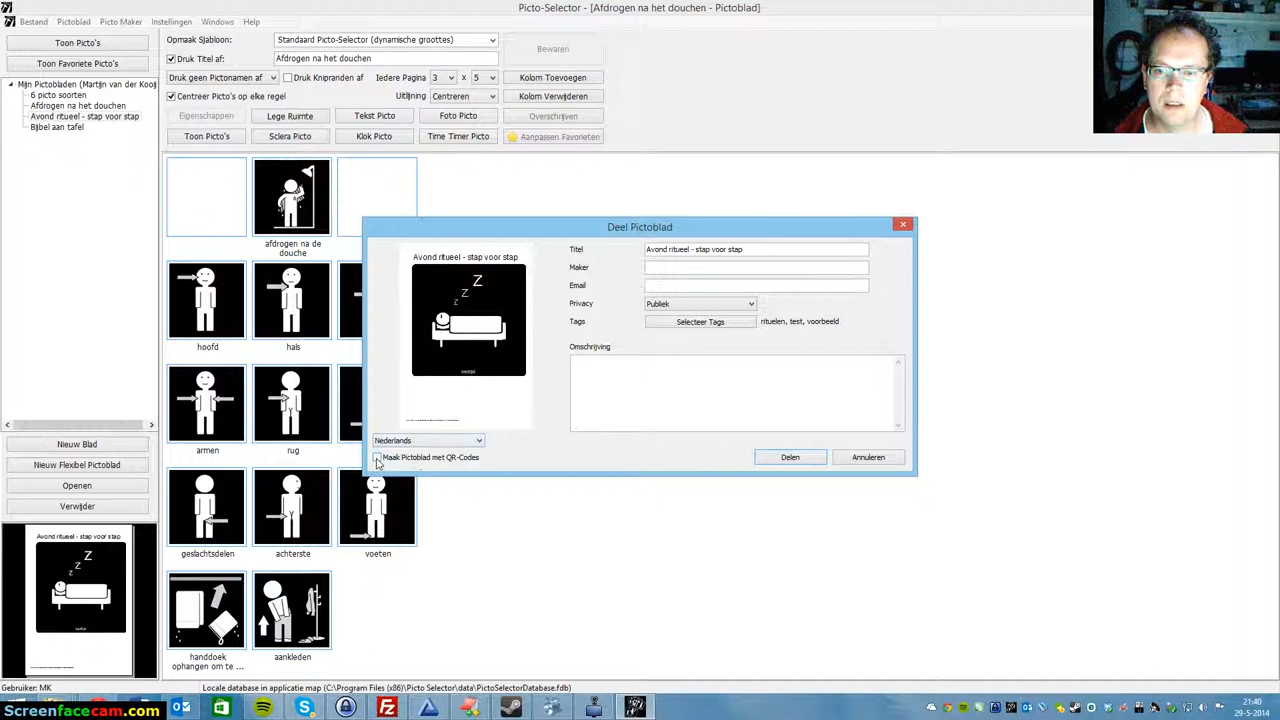 Picto-Selector - [Afdrogen na het douchen - Pictoblad]
Bestand Pictoblad Picto Maker Instellingen Windows Help
Toon Picto's
Toon Favoriete Picto's
Mijn Pictobladen (Martijn van der Kooij
6 picto soorten
Afdrogen na het douchen
Avond ritueel - stap voor stap
Bijbel aan tafel
Opmaak Sjabloon: Standaard Picto-Selector (dynamische groottes)
Druk Titel af: Afdrogen na het douchen
Bewaren
Druk geen Pictonamen af Druk Knipranden af Iedere Pagina 3 x 5 Kolom Toevoegen
Centreer Picto's op elke regel Uitlijning Centreren Kolom Verwijderen
Eigenschappen Lege Ruimte Tekst Picto Foto Picto Overschrijven
Toon Picto's Sclera Picto Klok Picto Time Timer Picto Aanpassen Favorieten
afdrogen na de
douche
hoofd hals
armen rug
geslachtsdelen achterste voeten
handdoek
ophangen om te ...
aankleden
Deel Pictoblad
Avond ritueel - stap voor stap
Z
Z
Z
z
bedtijd
Titel Avond ritueel - stap voor stap
Maker
Email
Privacy Publiek
Tags Selecteer Tags rituelen, test, voorbeeld
Omschrijving
Nederlands
Maak Pictoblad met QR-Codes
Delen Annuleren
Nieuw Blad
Nieuw Flexibel Pictoblad
Openen
Verwijder
Avond ritueel - stap voor stap
Z
Z
Z
z
Gebruiker: MK Locale database in applicatie map (C:\Program Files (x86)\Picto Selector\data\PictoSelectorDatabase.fdb)
21:40
29-5-2014
Screenfacecam.com